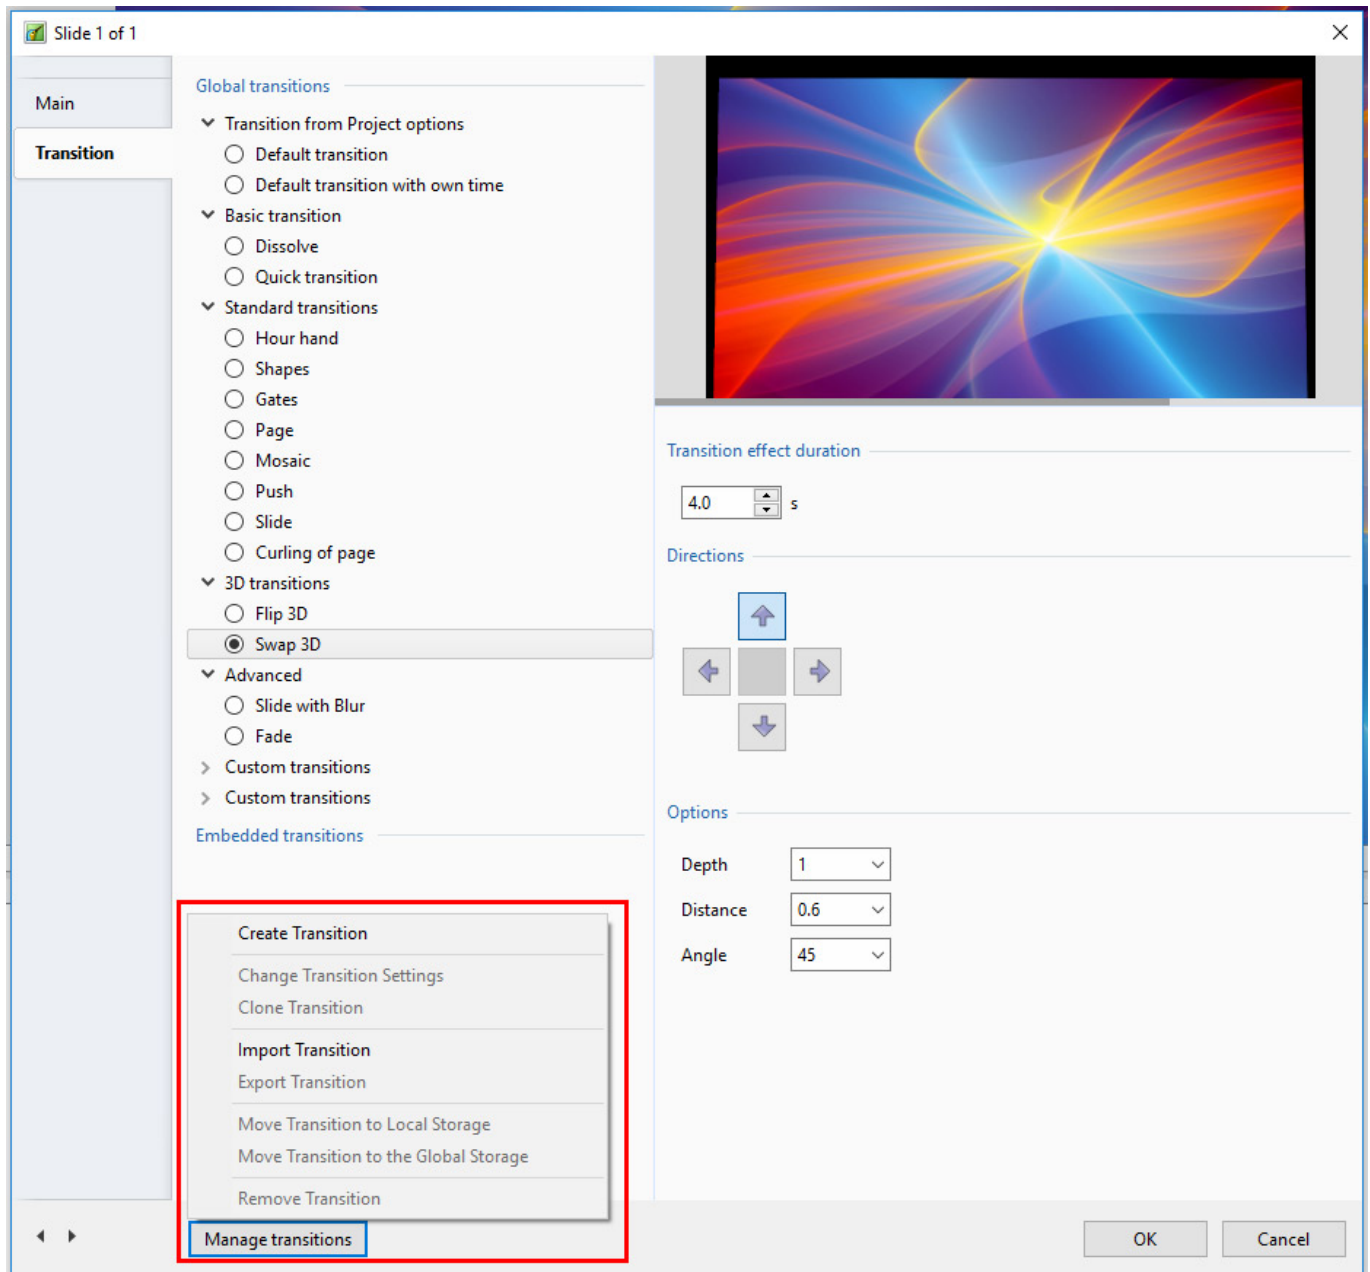 Slide 1 of 1
Main
Transition
Global transitions
Transition from Project options
Default transition
Default transition with own time
Basic transition
Dissolve
Quick transition
Standard transitions
Hour hand
Shapes
Gates
Page
Mosaic
Push
Slide
Curling of page
3D transitions
Flip 3D
Swap 3D
Advanced
Slide with Blur
Fade
Custom transitions
Custom transitions
Embedded transitions
Create Transition
Change Transition Settings
Clone Transition
Import Transition
Export Transition
Move Transition to Local Storage
Move Transition to the Global Storage
Remove Transition
Manage transitions
Transition effect duration
4.0 s
Directions
Options
Depth 1
Distance 0.6
Angle 45
OK Cancel